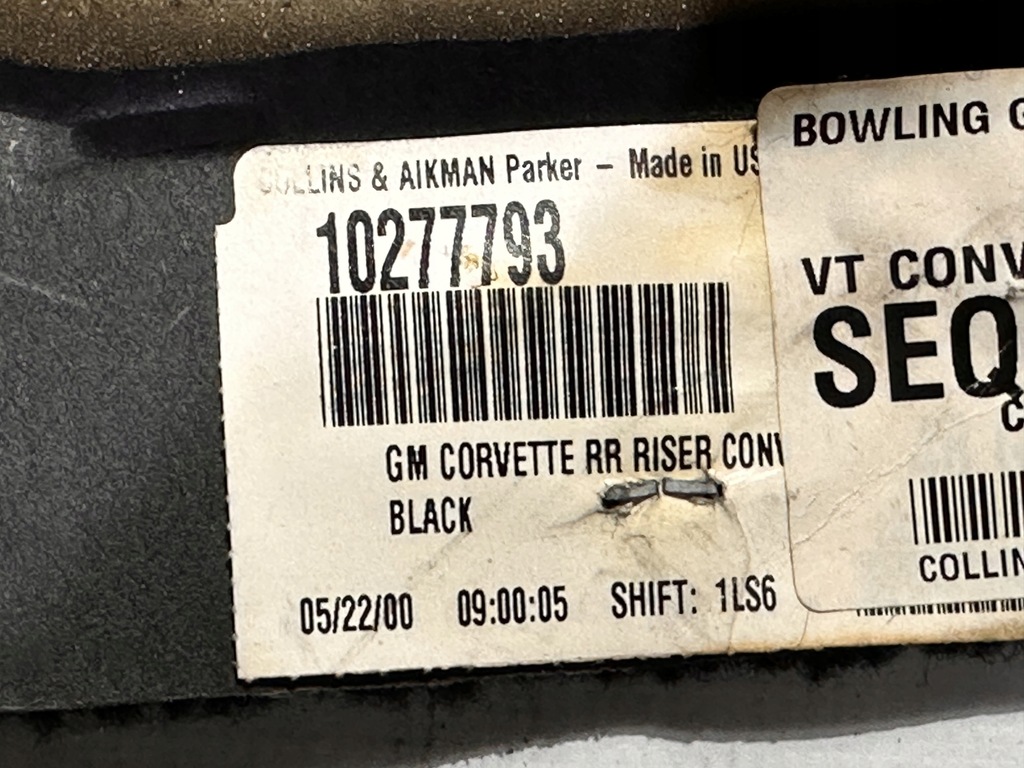 COLLINS & AIKMAN Parker – Made in US
10277793
GM CORVETTE RR RISER CONV
BLACK
05/22/00 09:00:05 SHIFT: 1LS6
BOWLING G
VT CONV
SEQ
C
COLLIN